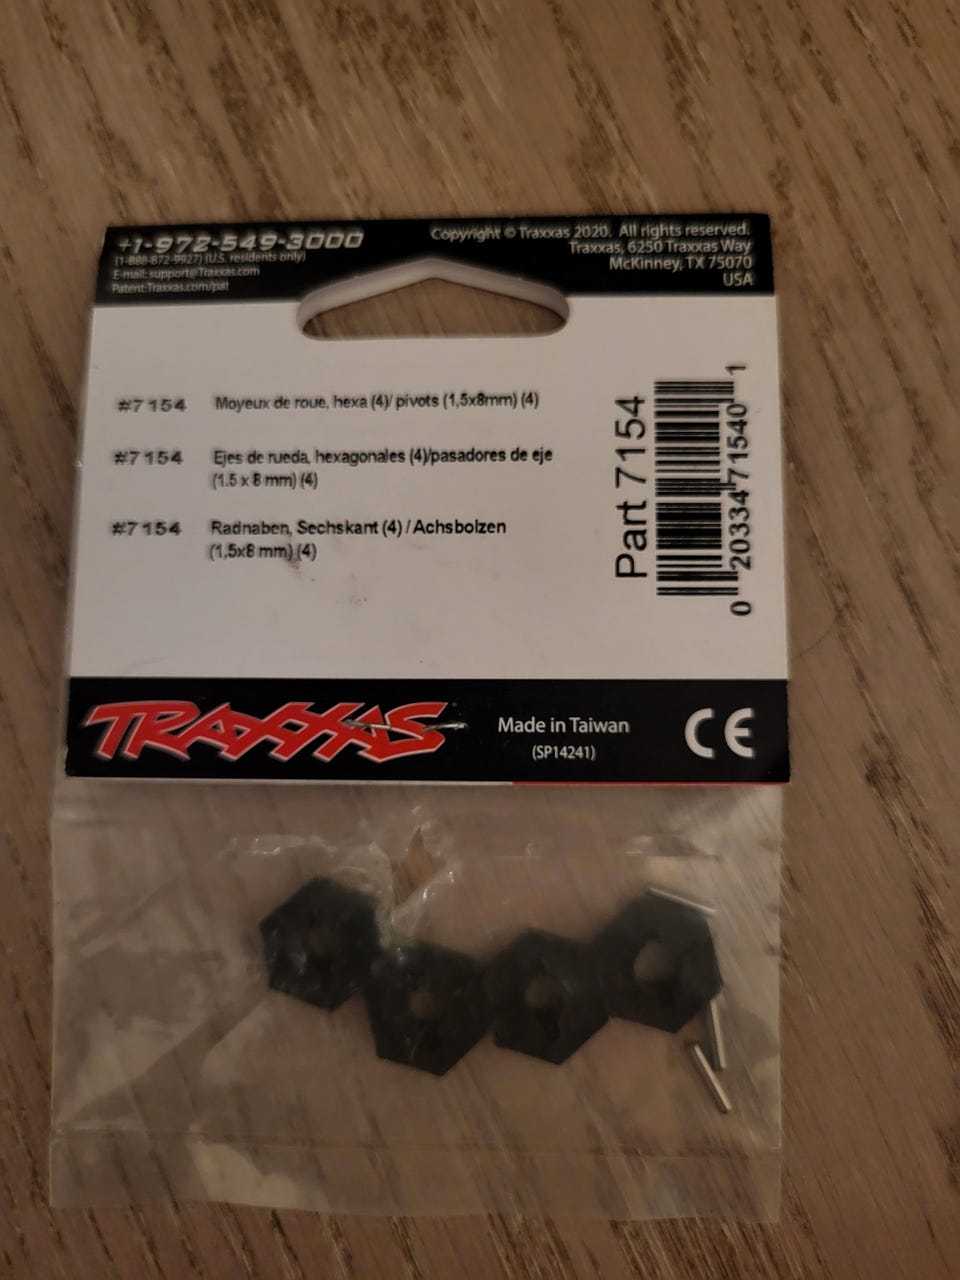 +1-972-549-3000
(1-888-872-9927) (U.S. residents only)
E-mail: support@Traxxas.com
Patent:Traxxas.com/pat
Copyright © Traxxas 2020. All rights reserved.
Traxxas, 6250 Traxxas Way
McKinney, TX 75070
USA
#7154 Moyeux de roue, hexa (4)/ pivots (1,5x8mm) (4)
#7154 Ejes de rueda, hexagonales (4)/pasadores de eje
(1.5 x 8 mm) (4)
#7154 Radnaben, Sechskant (4) / Achsbolzen
(1,5x8 mm) (4)
Part 7154
0 20334 71540 1
TRAXXAS
Made in Taiwan
(SP14241)
CE